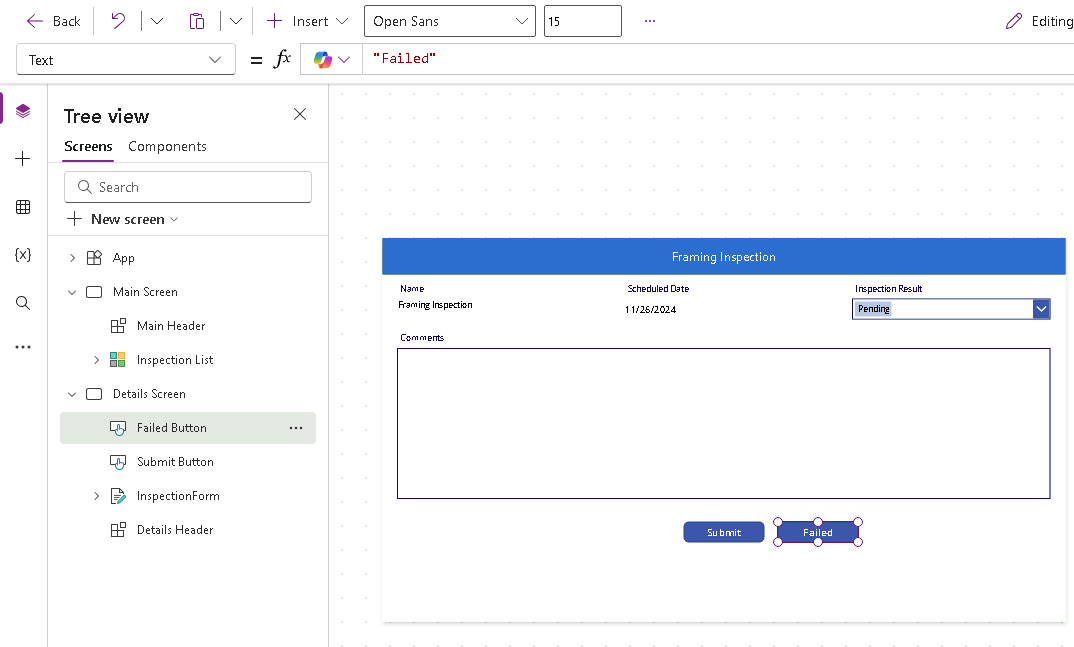 Back
Insert
Open Sans
15
...
Editing
Text
= fx
"Failed"
Tree view
Screens
Components
Search
New screen
App
Main Screen
Main Header
Inspection List
Details Screen
Failed Button
...
Submit Button
InspectionForm
Details Header
{x}
Framing Inspection
Name
Scheduled Date
Inspection Result
Framing Inspection
11/26/2024
Pending
Comments
Submit
Failed